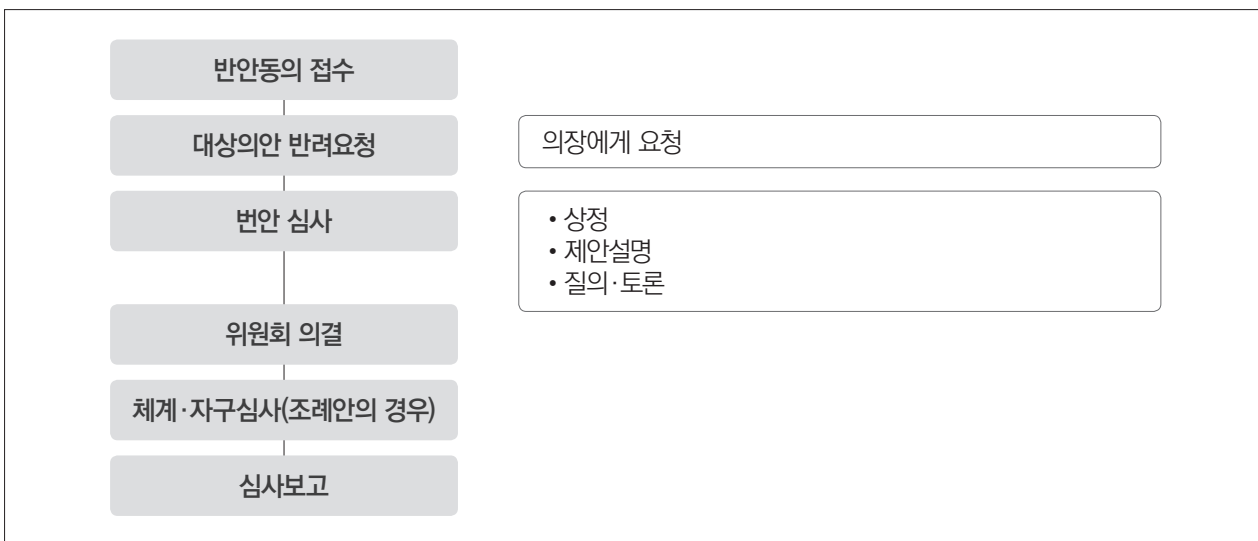 반안동의 접수
대상의안 반려요청
의장에게 요청
번안 심사
• 상정
• 제안설명
• 질의·토론
위원회 의결
체계·자구심사(조례안의 경우)
심사보고